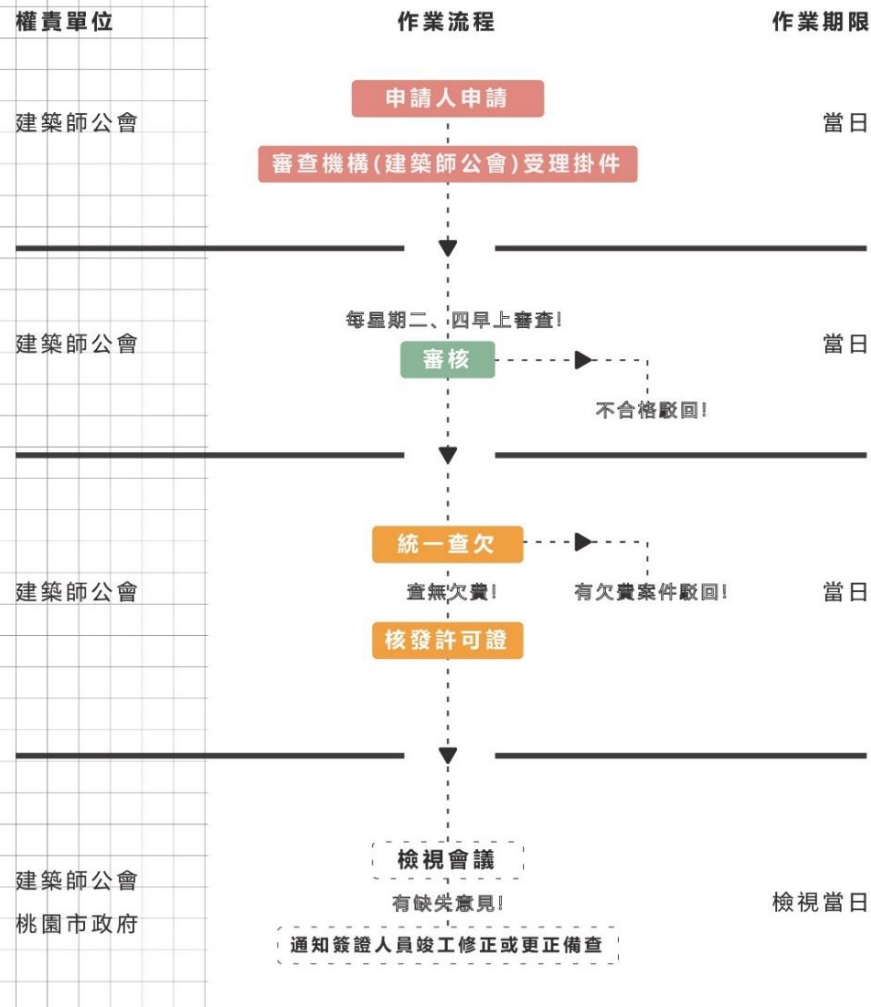 權責單位 作業流程 作業期限
申請人申請
建築師公會 當日
審查機構(建築師公會)受理掛件
每星期二、四早上審查!
建築師公會 審核 當日
不合格駁回!
統一查欠
建築師公會 查無欠費! 有欠費案件駁回! 當日
核發許可證
檢視會議
建築師公會
有缺失意見! 檢視當日
桃園市政府
通知簽證人員竣工修正或更正備查